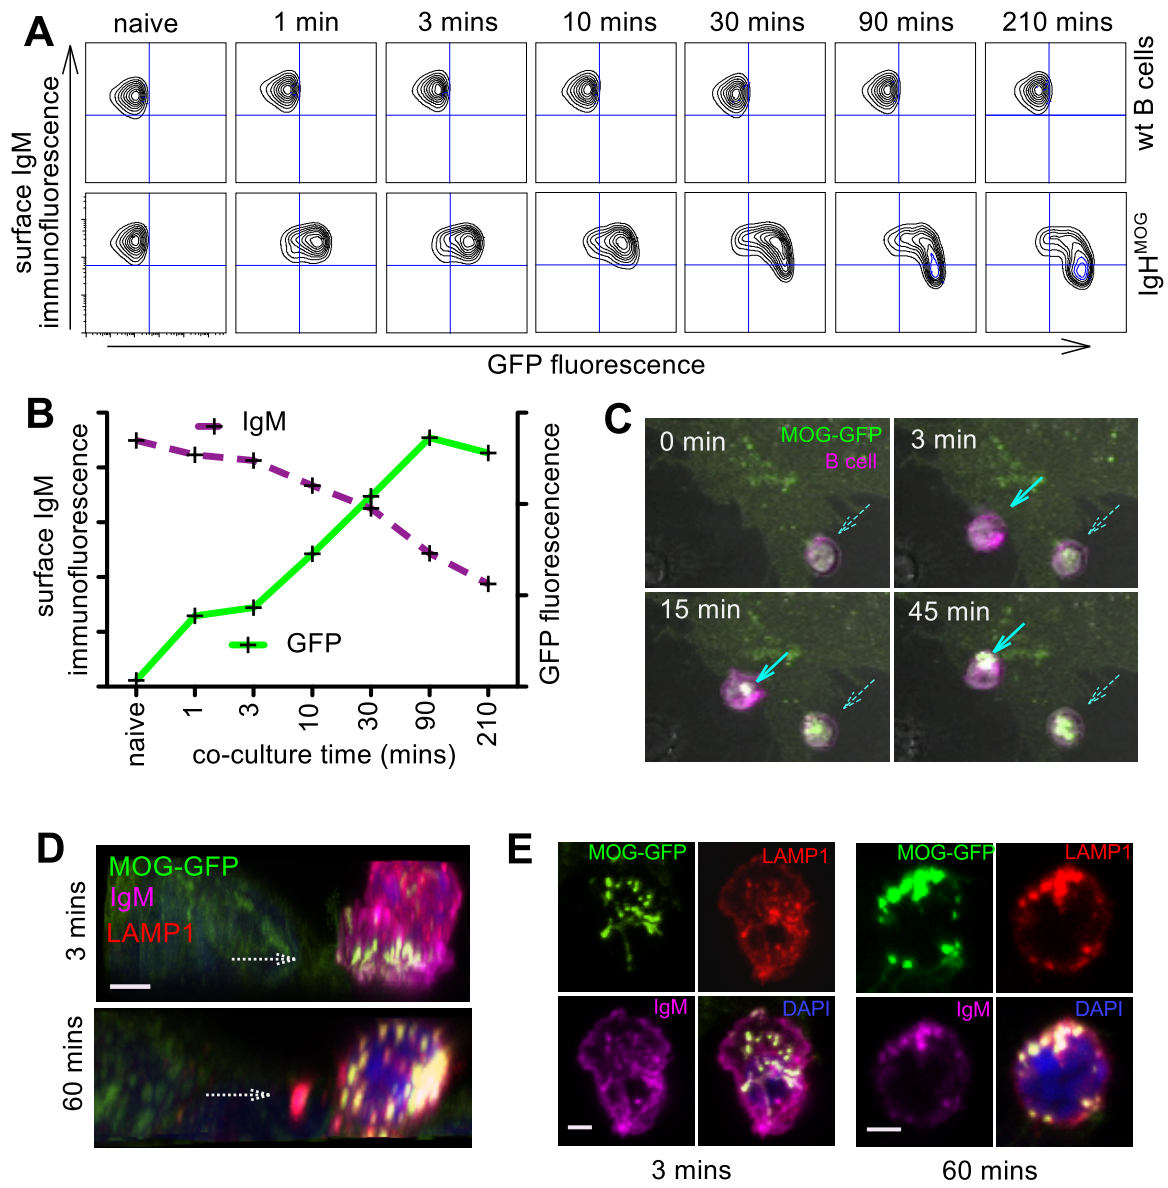 A
naive
1 min
3 mins
10 mins
30 mins
90 mins
210 mins
surface IgM
immunofluorescence
wt B cells
IgH^MOG
GFP fluorescence
B
IgM
GFP
surface IgM
immunofluorescence
GFP fluorescence
naive
1
3
10
30
90
210
co-culture time (mins)
C
0 min
MOG-GFP
B cell
3 min
15 min
45 min
D
3 mins
MOG-GFP
IgM
LAMP1
60 mins
E
MOG-GFP
LAMP1
IgM
DAPI
3 mins
MOG-GFP
LAMP1
IgM
DAPI
60 mins